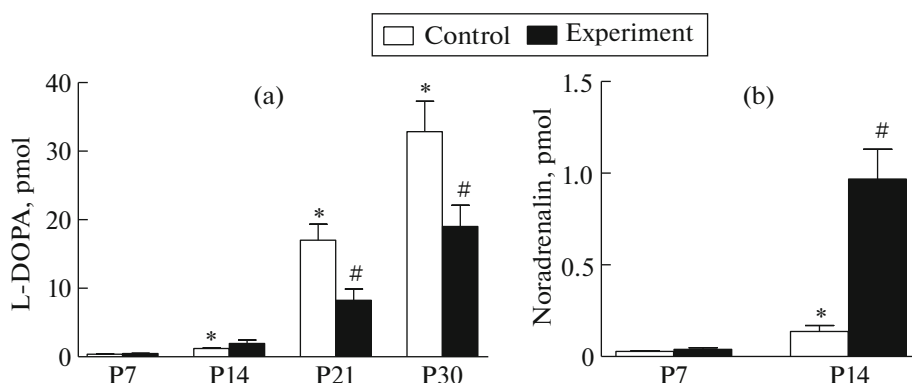 Control Experiment
(a)
L-DOPA, pmol
40
30
20
10
0
*
*
#
*
#
P7 P14 P21 P30
(b)
Noradrenalin, pmol
1.5
1.0
0.5
0
*
#
P7 P14